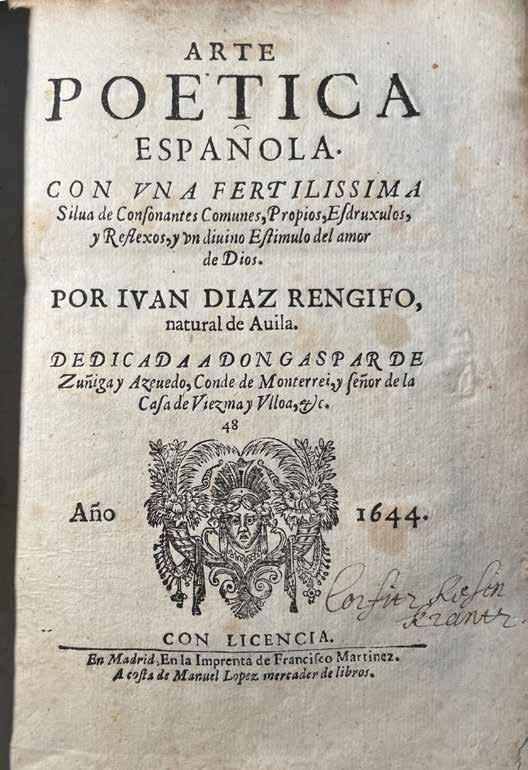 ARTE
POETICA
ESPAÑOLA.
CON VNA FERTILISSIMA
Silua de Conſonantes Comunes, Propios, Eſdruxulos,
y Reflexos, y vn diuino Eſtimulo del amor
de Dios.
POR IVAN DIAZ RENGIFO,
natural de Auila.
DEDICADA A DON GASPAR DE
Zuñiga y Azeuedo, Conde de Monterrei, y ſeñor de la
Caſa de Viezma y Vlloa, &c.
48
Año 1644.
CON LICENCIA.
En Madrid, En la Imprenta de Franciſco Martinez.
A coſta de Manuel Lopez mercader de libros.